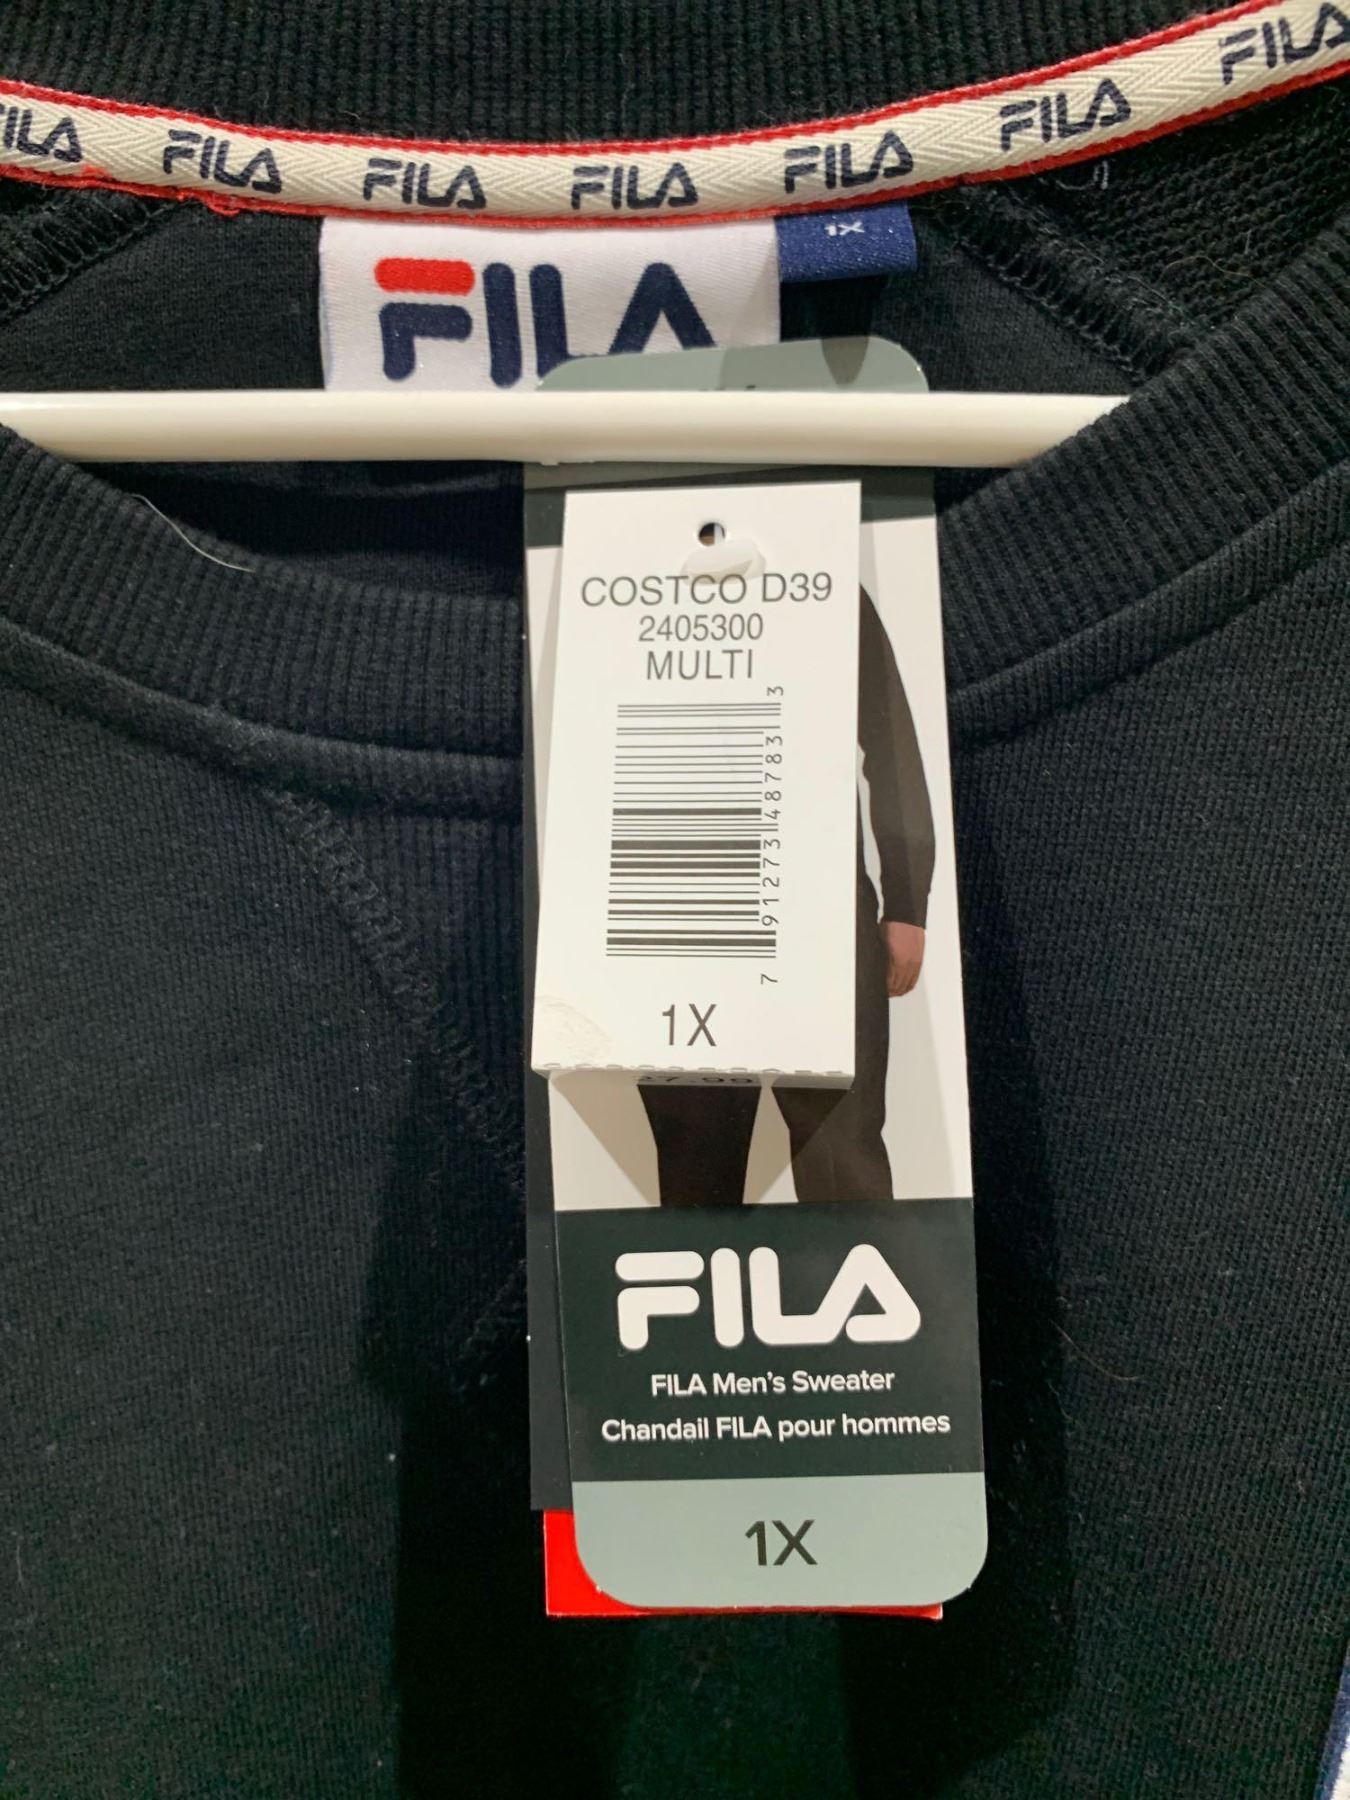 FILA FILA FILA FILA FILA FILA FILA
1X
FILA
COSTCO D39
2405300
MULTI
7 91273 48783 3
1X
FILA
FILA Men's Sweater
Chandail FILA pour hommes
1X